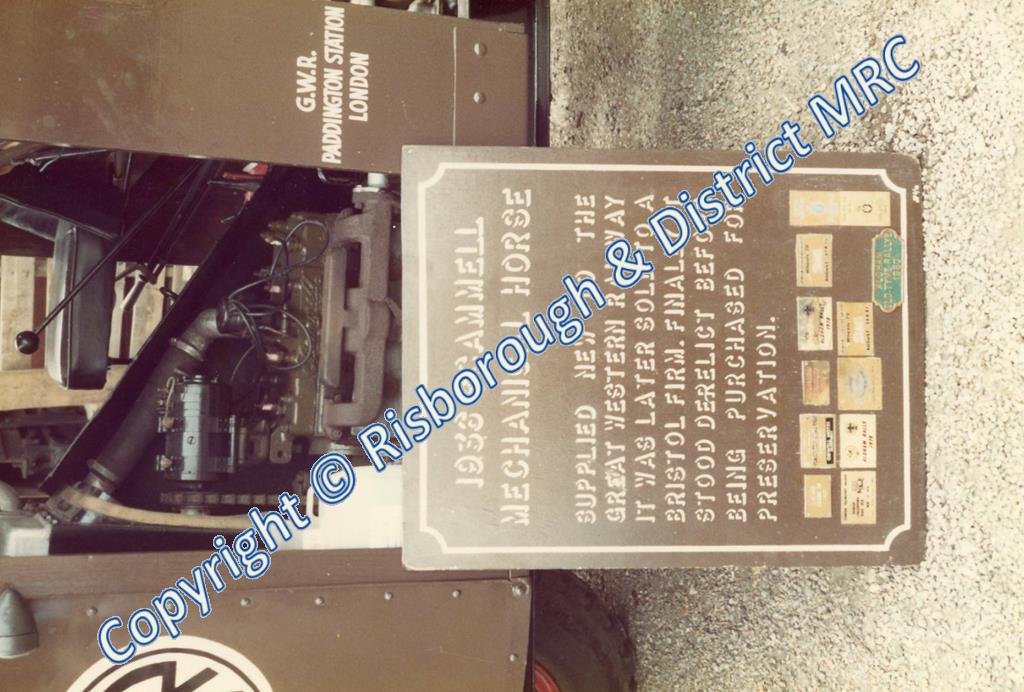 G.W.R.
PADDINGTON STATION
LONDON
SCAMMELL
MECHANICAL HORSE
SUPPLIED NEW TO THE
GREAT WESTERN RAILWAY
IT WAS LATER SOLD TO A
BRISTOL FIRM. FINALLY
STOOD DERELICT BEFORE
BEING PURCHASED FOR
PRESERVATION.
Copyright © Risborough & District MRC